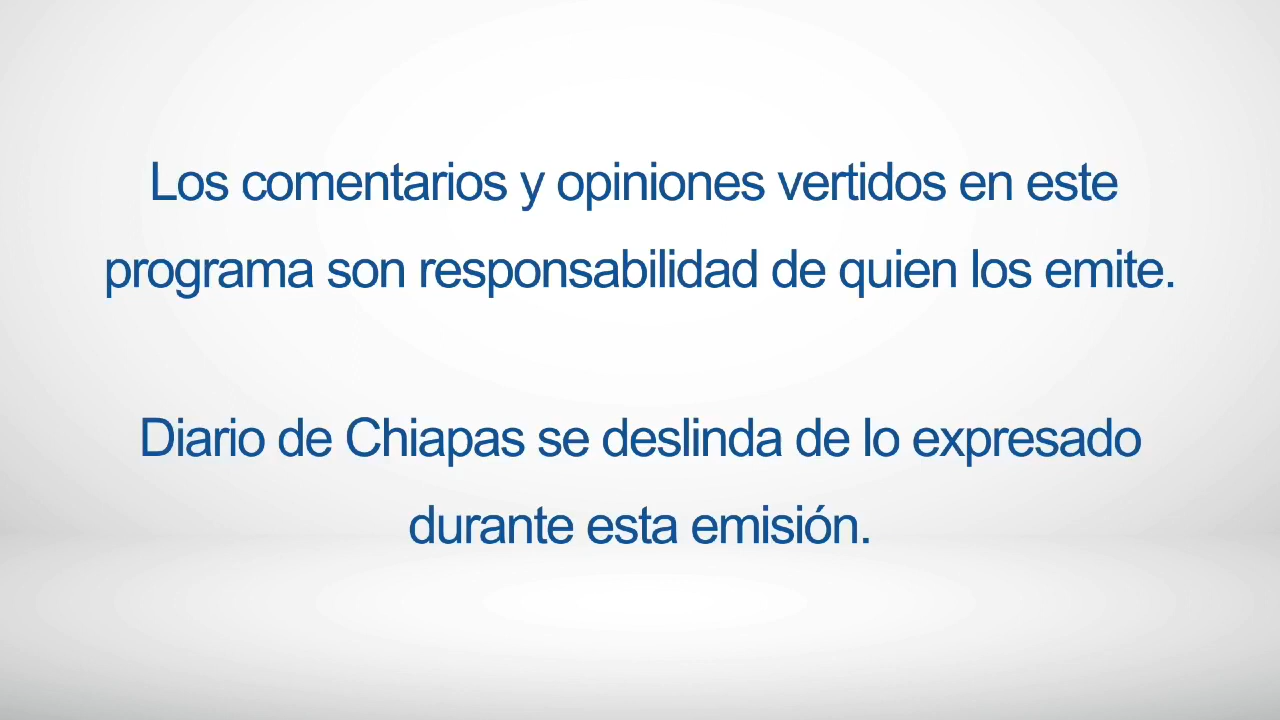 Los comentarios y opiniones vertidos en este
programa son responsabilidad de quien los emite.
Diario de Chiapas se deslinda de lo expresado
durante esta emisión.